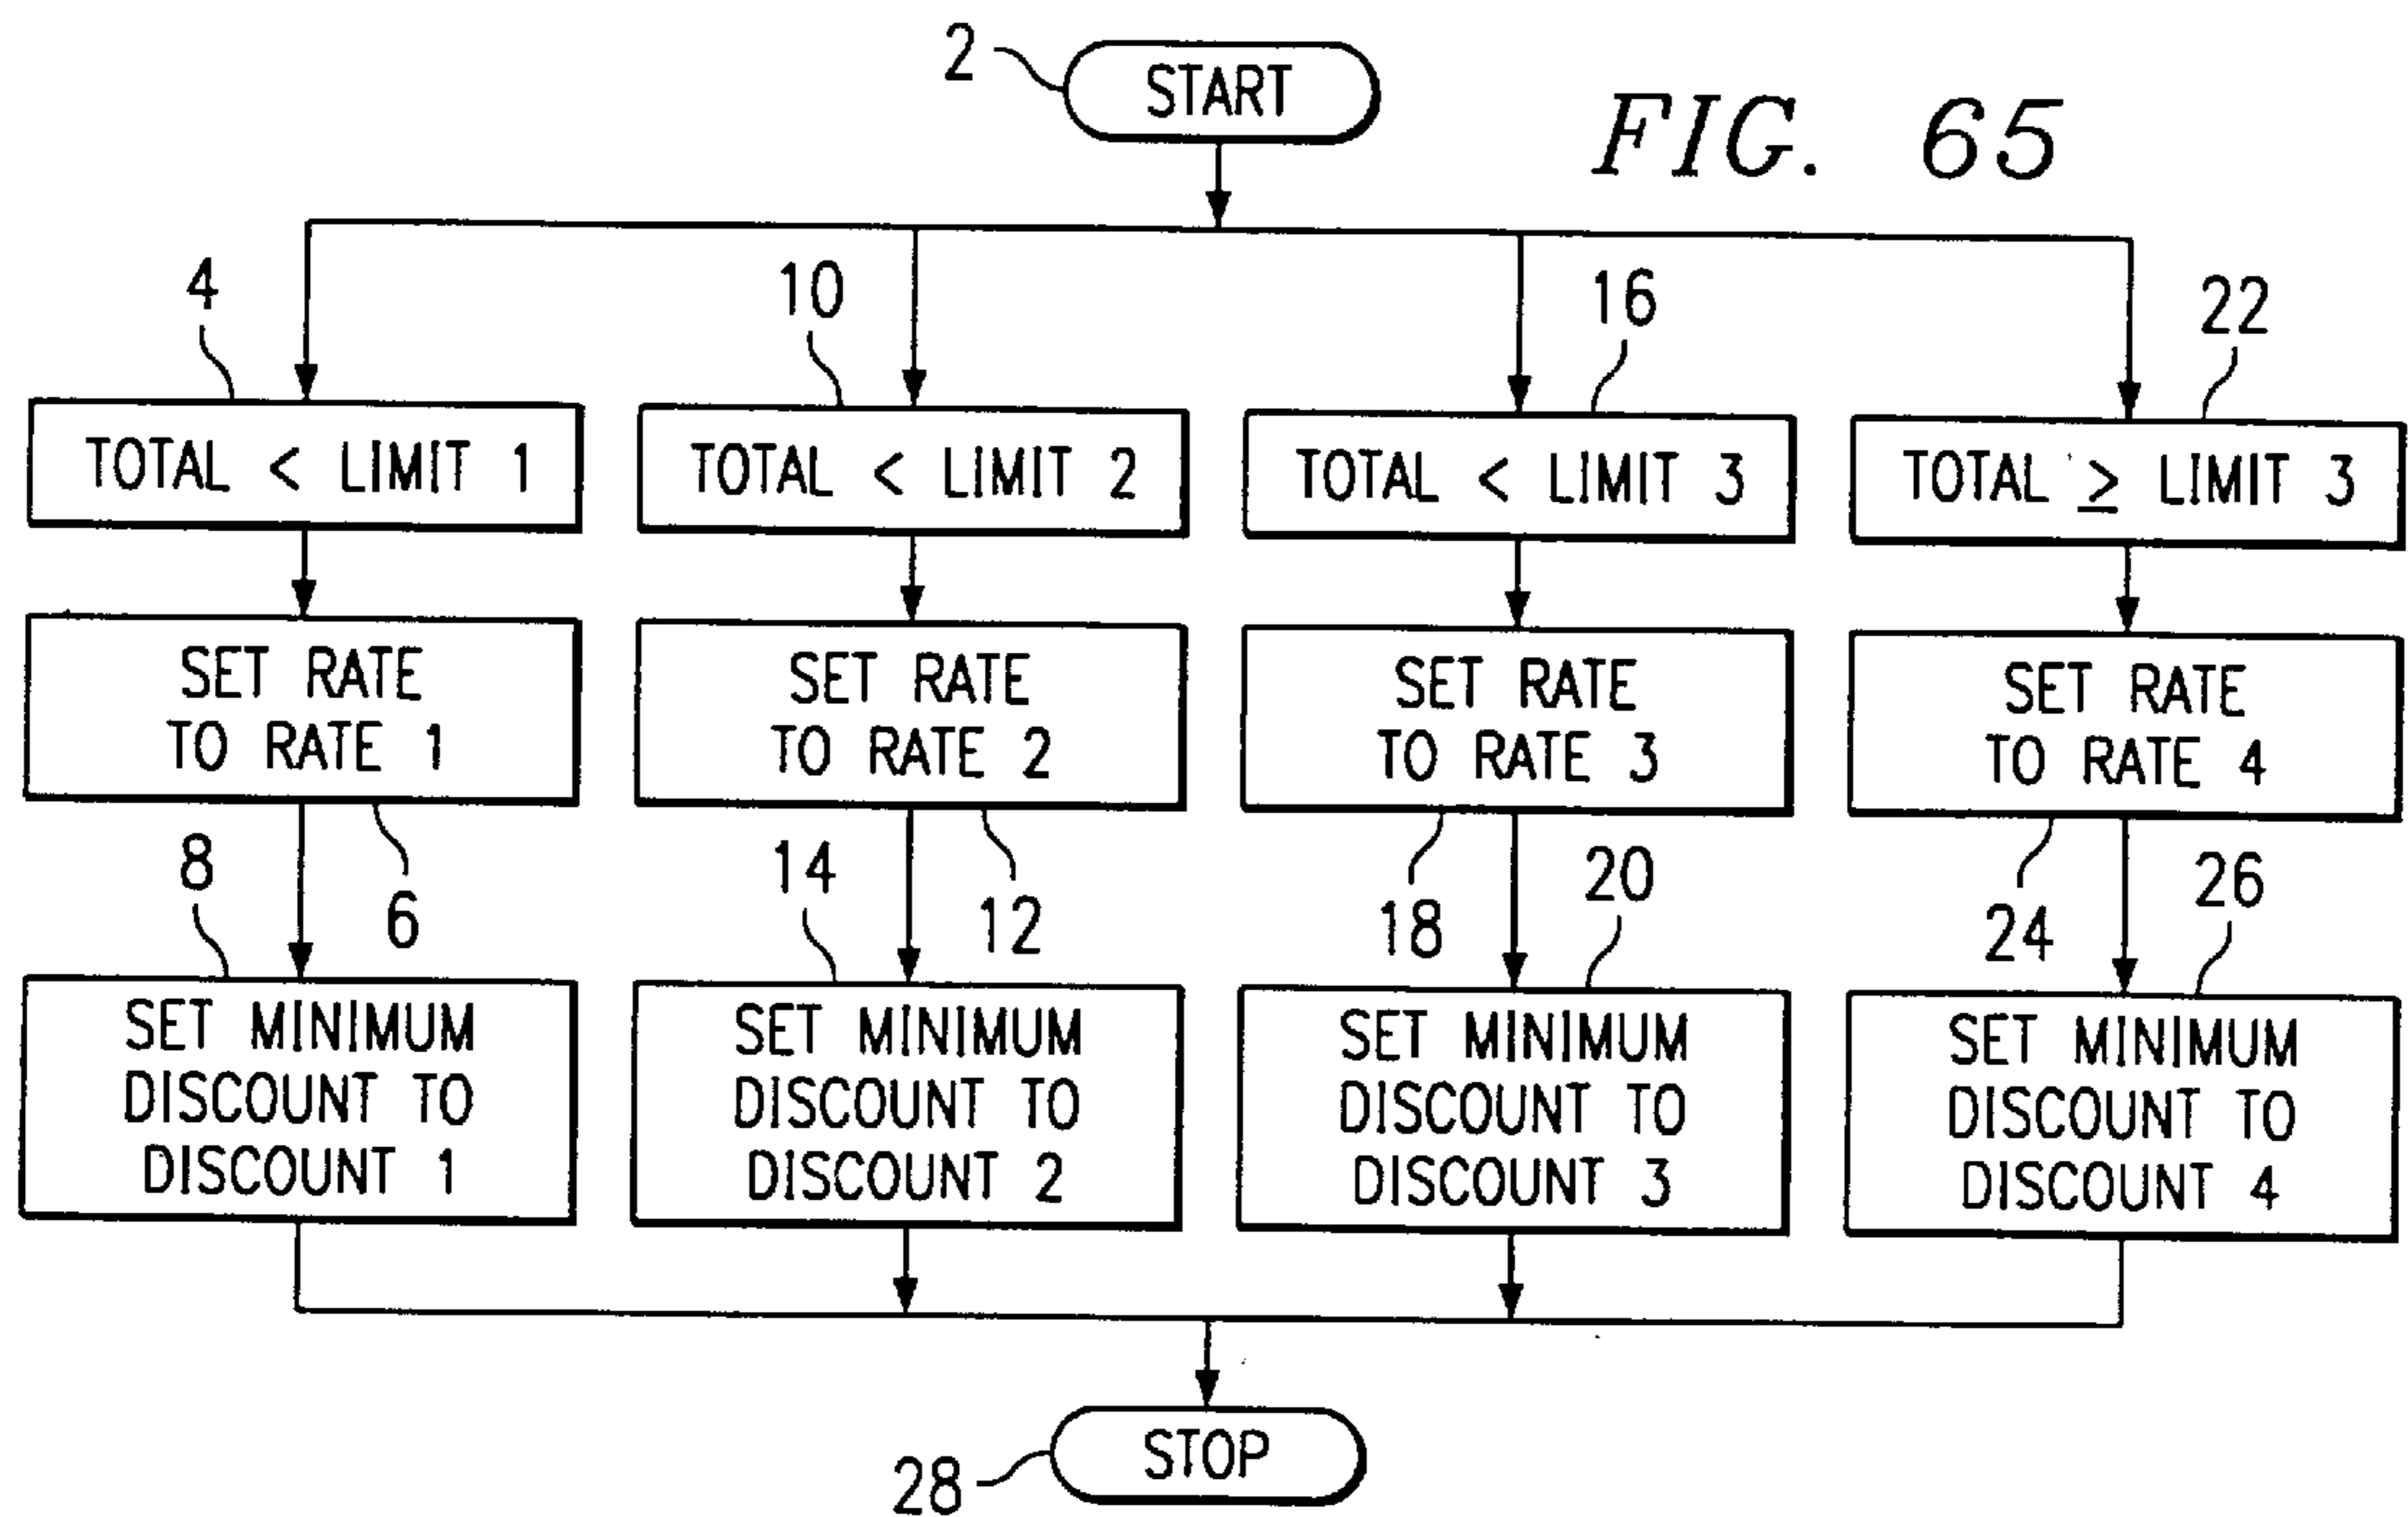 2
START
FIG. 65
4
10
16
22
TOTAL < LIMIT 1
TOTAL < LIMIT 2
TOTAL < LIMIT 3
TOTAL ≥ LIMIT 3
SET RATE
TO RATE 1
SET RATE
TO RATE 2
SET RATE
TO RATE 3
SET RATE
TO RATE 4
8
6
14
12
18
20
24
26
SET MINIMUM
DISCOUNT TO
DISCOUNT 1
SET MINIMUM
DISCOUNT TO
DISCOUNT 2
SET MINIMUM
DISCOUNT TO
DISCOUNT 3
SET MINIMUM
DISCOUNT TO
DISCOUNT 4
28
STOP